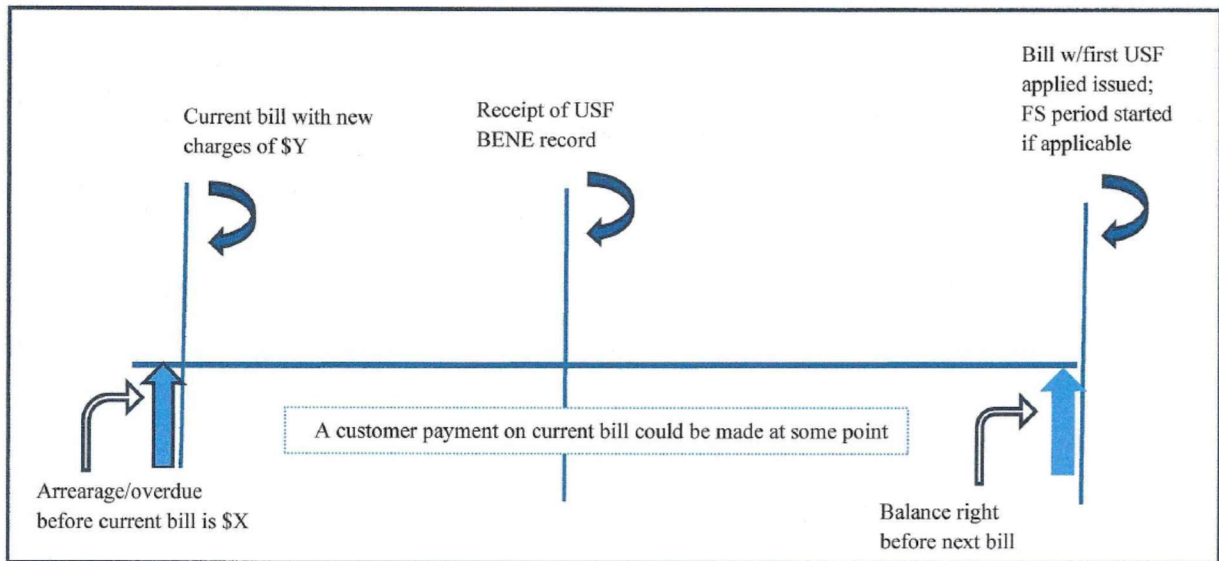 Bill w/first USF
applied issued;
FS period started
if applicable
Current bill with new
charges of $Y
Receipt of USF
BENE record
A customer payment on current bill could be made at some point
Arrearage/overdue
before current bill is $X
Balance right
before next bill